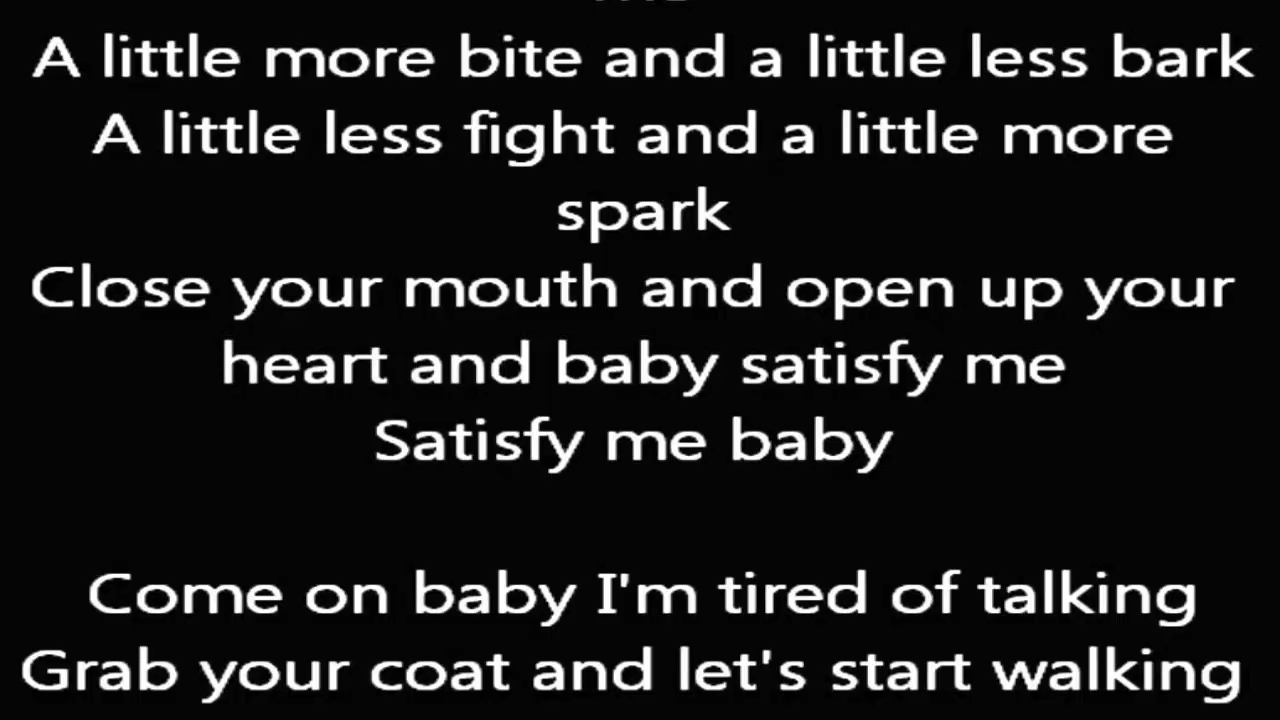 A little more bite and a little less bark
A little less fight and a little more
spark
Close your mouth and open up your
heart and baby satisfy me
Satisfy me baby
Come on baby I'm tired of talking
Grab your coat and let's start walking